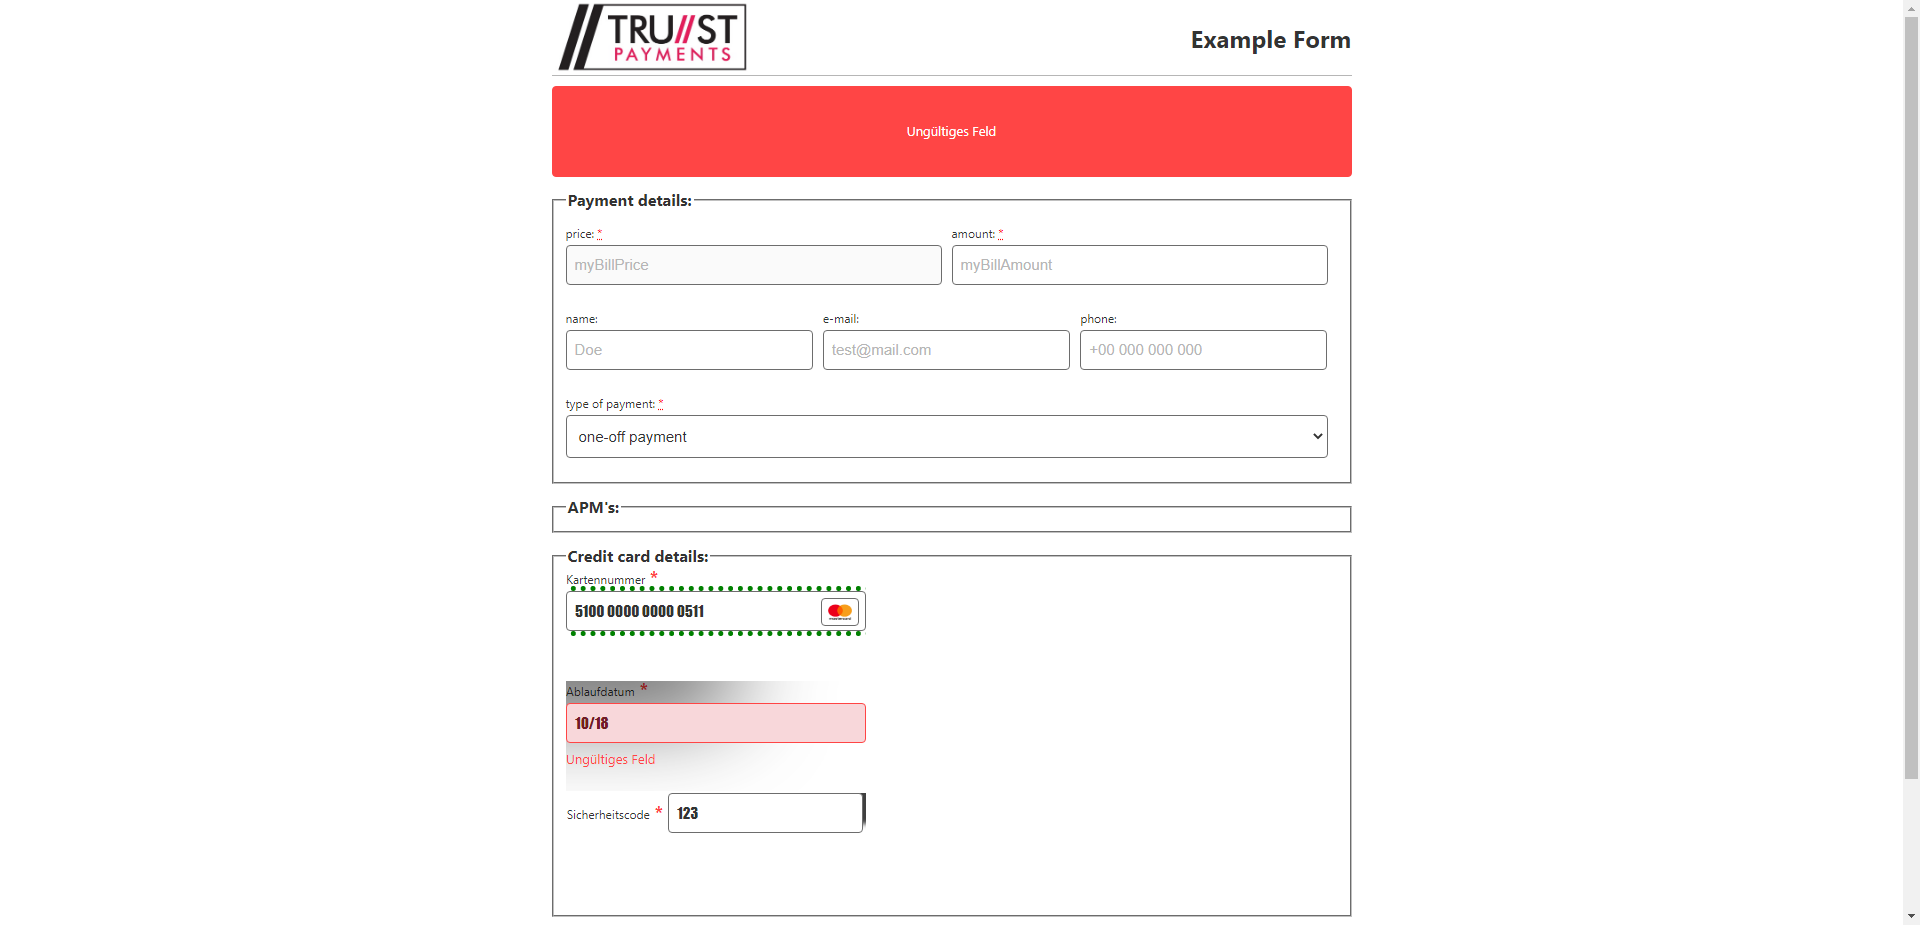 TRU//ST
PAYMENTS
Example Form
Ungültiges Feld
Payment details:
price: * amount: *
myBillPrice myBillAmount
name: e-mail: phone:
Doe test@mail.com +00 000 000 000
type of payment: *
one-off payment
APM's:
Credit card details:
Kartennummer *
5100 0000 0000 0511
mastercard
Ablaufdatum *
10/18
Ungültiges Feld
Sicherheitscode * 123